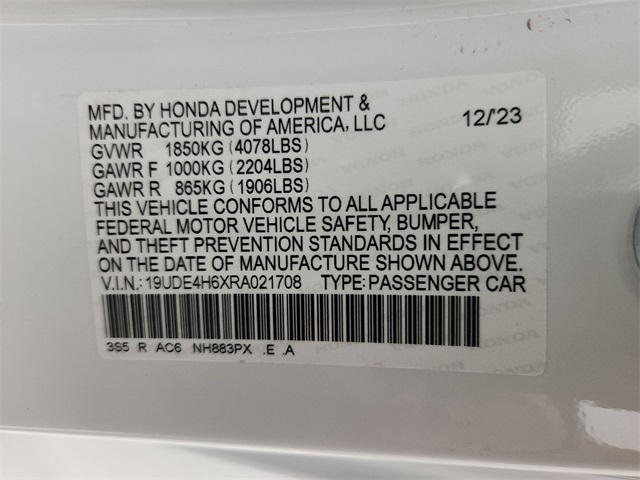 MFD. BY HONDA DEVELOPMENT &
MANUFACTURING OF AMERICA, LLC 12/'23
GVWR 1850KG (4078LBS)
GAWR F 1000KG (2204LBS)
GAWR R 865KG (1906LBS)
THIS VEHICLE CONFORMS TO ALL APPLICABLE
FEDERAL MOTOR VEHICLE SAFETY, BUMPER,
AND THEFT PREVENTION STANDARDS IN EFFECT
ON THE DATE OF MANUFACTURE SHOWN ABOVE.
V.I.N.: 19UDE4H6XRA021708 TYPE: PASSENGER CAR
3S5 R AC6 NH883PX .E .A